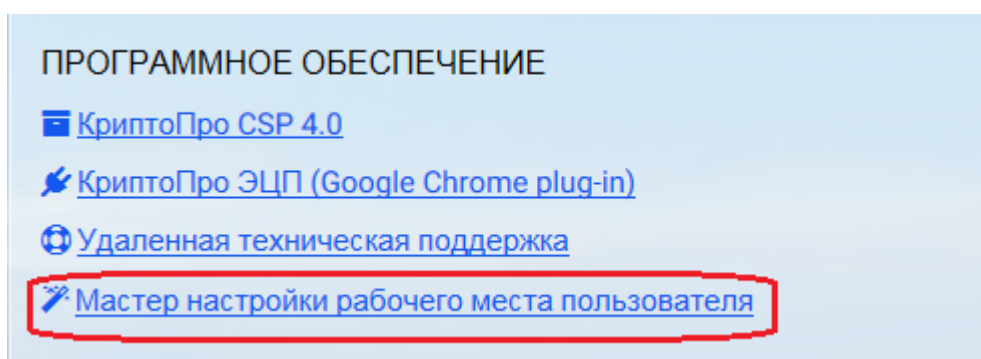 ПРОГРАММНОЕ ОБЕСПЕЧЕНИЕ
КриптоПро CSP 4.0
КриптоПро ЭЦП (Google Chrome plug-in)
Удаленная техническая поддержка
Мастер настройки рабочего места пользователя